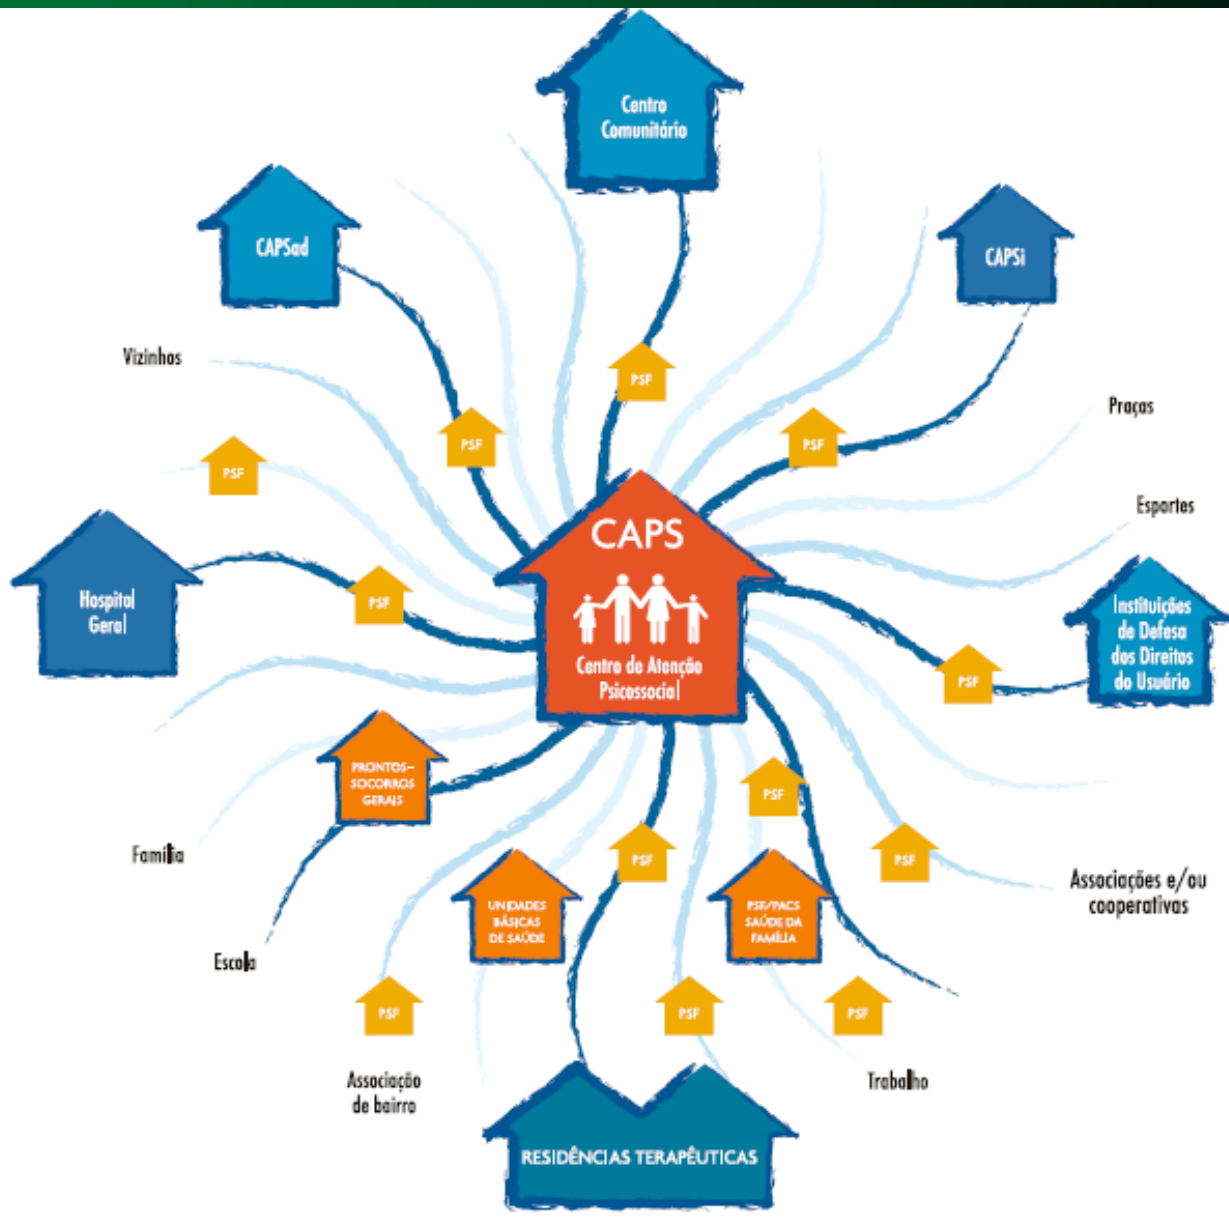 Centro
Comunitário
CAPSad
CAPSi
Vizinhos
PSF
Praças
PSF
PSF
PSF
Esportes
CAPS
Hospital
Geral
PSF
Instituições
de Defesa
dos Direitos
do Usuário
Centro de Atenção
Psicossocial
PSF
PRONTOS-
SOCORROS
GERAIS
PSF
Família
PSF
PSF
Associações e/ou
cooperativas
UNIDADES
BÁSICAS
DE SAÚDE
PSF/PACS
SAÚDE DA
FAMÍLIA
Escola
PSF
PSF
PSF
Associação
de bairro
Trabalho
RESIDÊNCIAS TERAPÊUTICAS